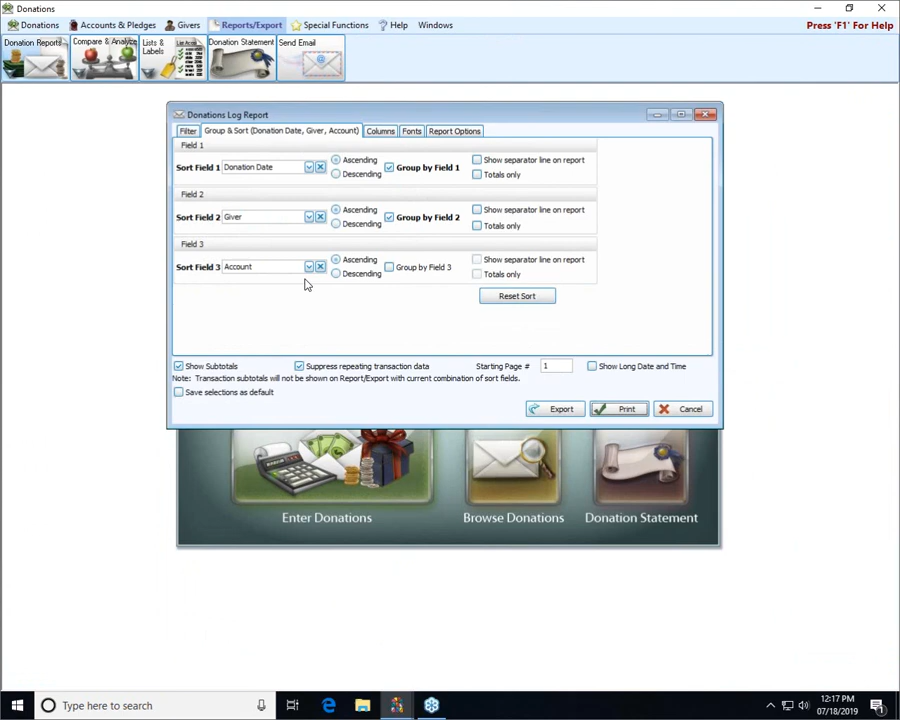 Donations
Donations Accounts & Pledges Givers Reports/Export Special Functions Help Windows Press 'F1' For Help
Donation Reports Compare & Analyze Lists & Labels Donation Statement Send Email
Donations Log Report
Filter Group & Sort (Donation Date, Giver, Account) Columns Fonts Report Options
Field 1
Sort Field 1 Donation Date Ascending Descending Group by Field 1 Show separator line on report Totals only
Field 2
Sort Field 2 Giver Ascending Descending Group by Field 2 Show separator line on report Totals only
Field 3
Sort Field 3 Account Ascending Descending Group by Field 3 Show separator line on report Totals only
Reset Sort
Show Subtotals Suppress repeating transaction data Starting Page # 1 Show Long Date and Time
Note: Transaction subtotals will not be shown on Report/Export with current combination of sort fields.
Save selections as default
Export Print Cancel
Enter Donations Browse Donations Donation Statement
Type here to search
12:17 PM
07/18/2019